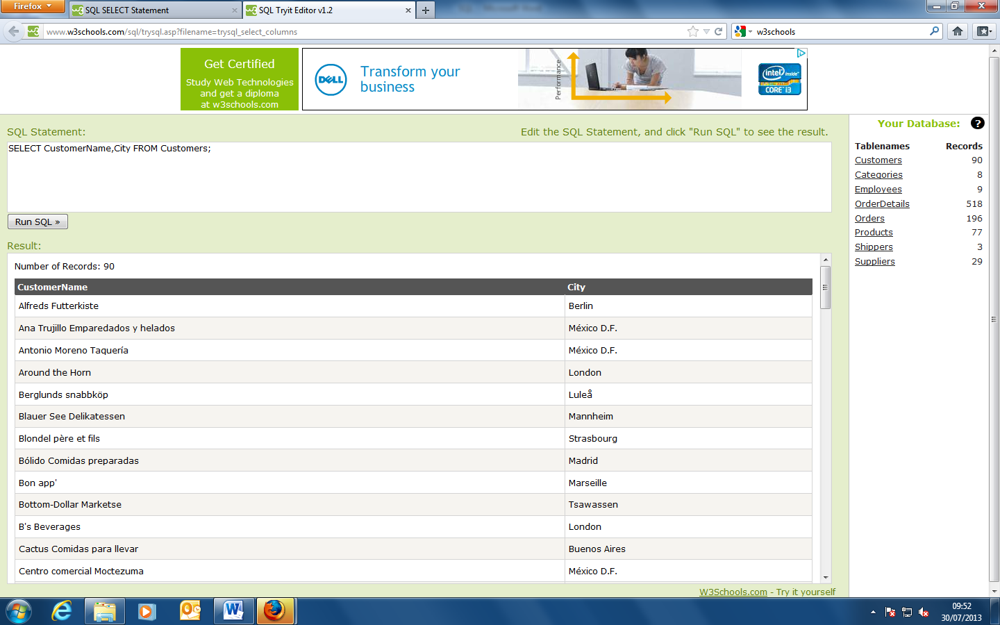 Firefox
SQL SELECT Statement
SQL Tryit Editor v1.2
www.w3schools.com/sql/trysql.asp?filename=trysql_select_columns
w3schools
Get Certified
Study Web Technologies
and get a diploma
at w3schools.com
DELL
Transform your
business
Performance
intel inside
CORE i3
SQL Statement:
Edit the SQL Statement, and click "Run SQL" to see the result.
SELECT CustomerName,City FROM Customers;
Run SQL »
Result:
Number of Records: 90
CustomerName City
Alfreds Futterkiste Berlin
Ana Trujillo Emparedados y helados México D.F.
Antonio Moreno Taquería México D.F.
Around the Horn London
Berglunds snabbköp Luleå
Blauer See Delikatessen Mannheim
Blondel père et fils Strasbourg
Bólido Comidas preparadas Madrid
Bon app' Marseille
Bottom-Dollar Marketse Tsawassen
B's Beverages London
Cactus Comidas para llevar Buenos Aires
Centro comercial Moctezuma México D.F.
W3Schools.com - Try it yourself
Your Database:
Tablenames Records
Customers 90
Categories 8
Employees 9
OrderDetails 518
Orders 196
Products 77
Shippers 3
Suppliers 29
09:52
30/07/2013